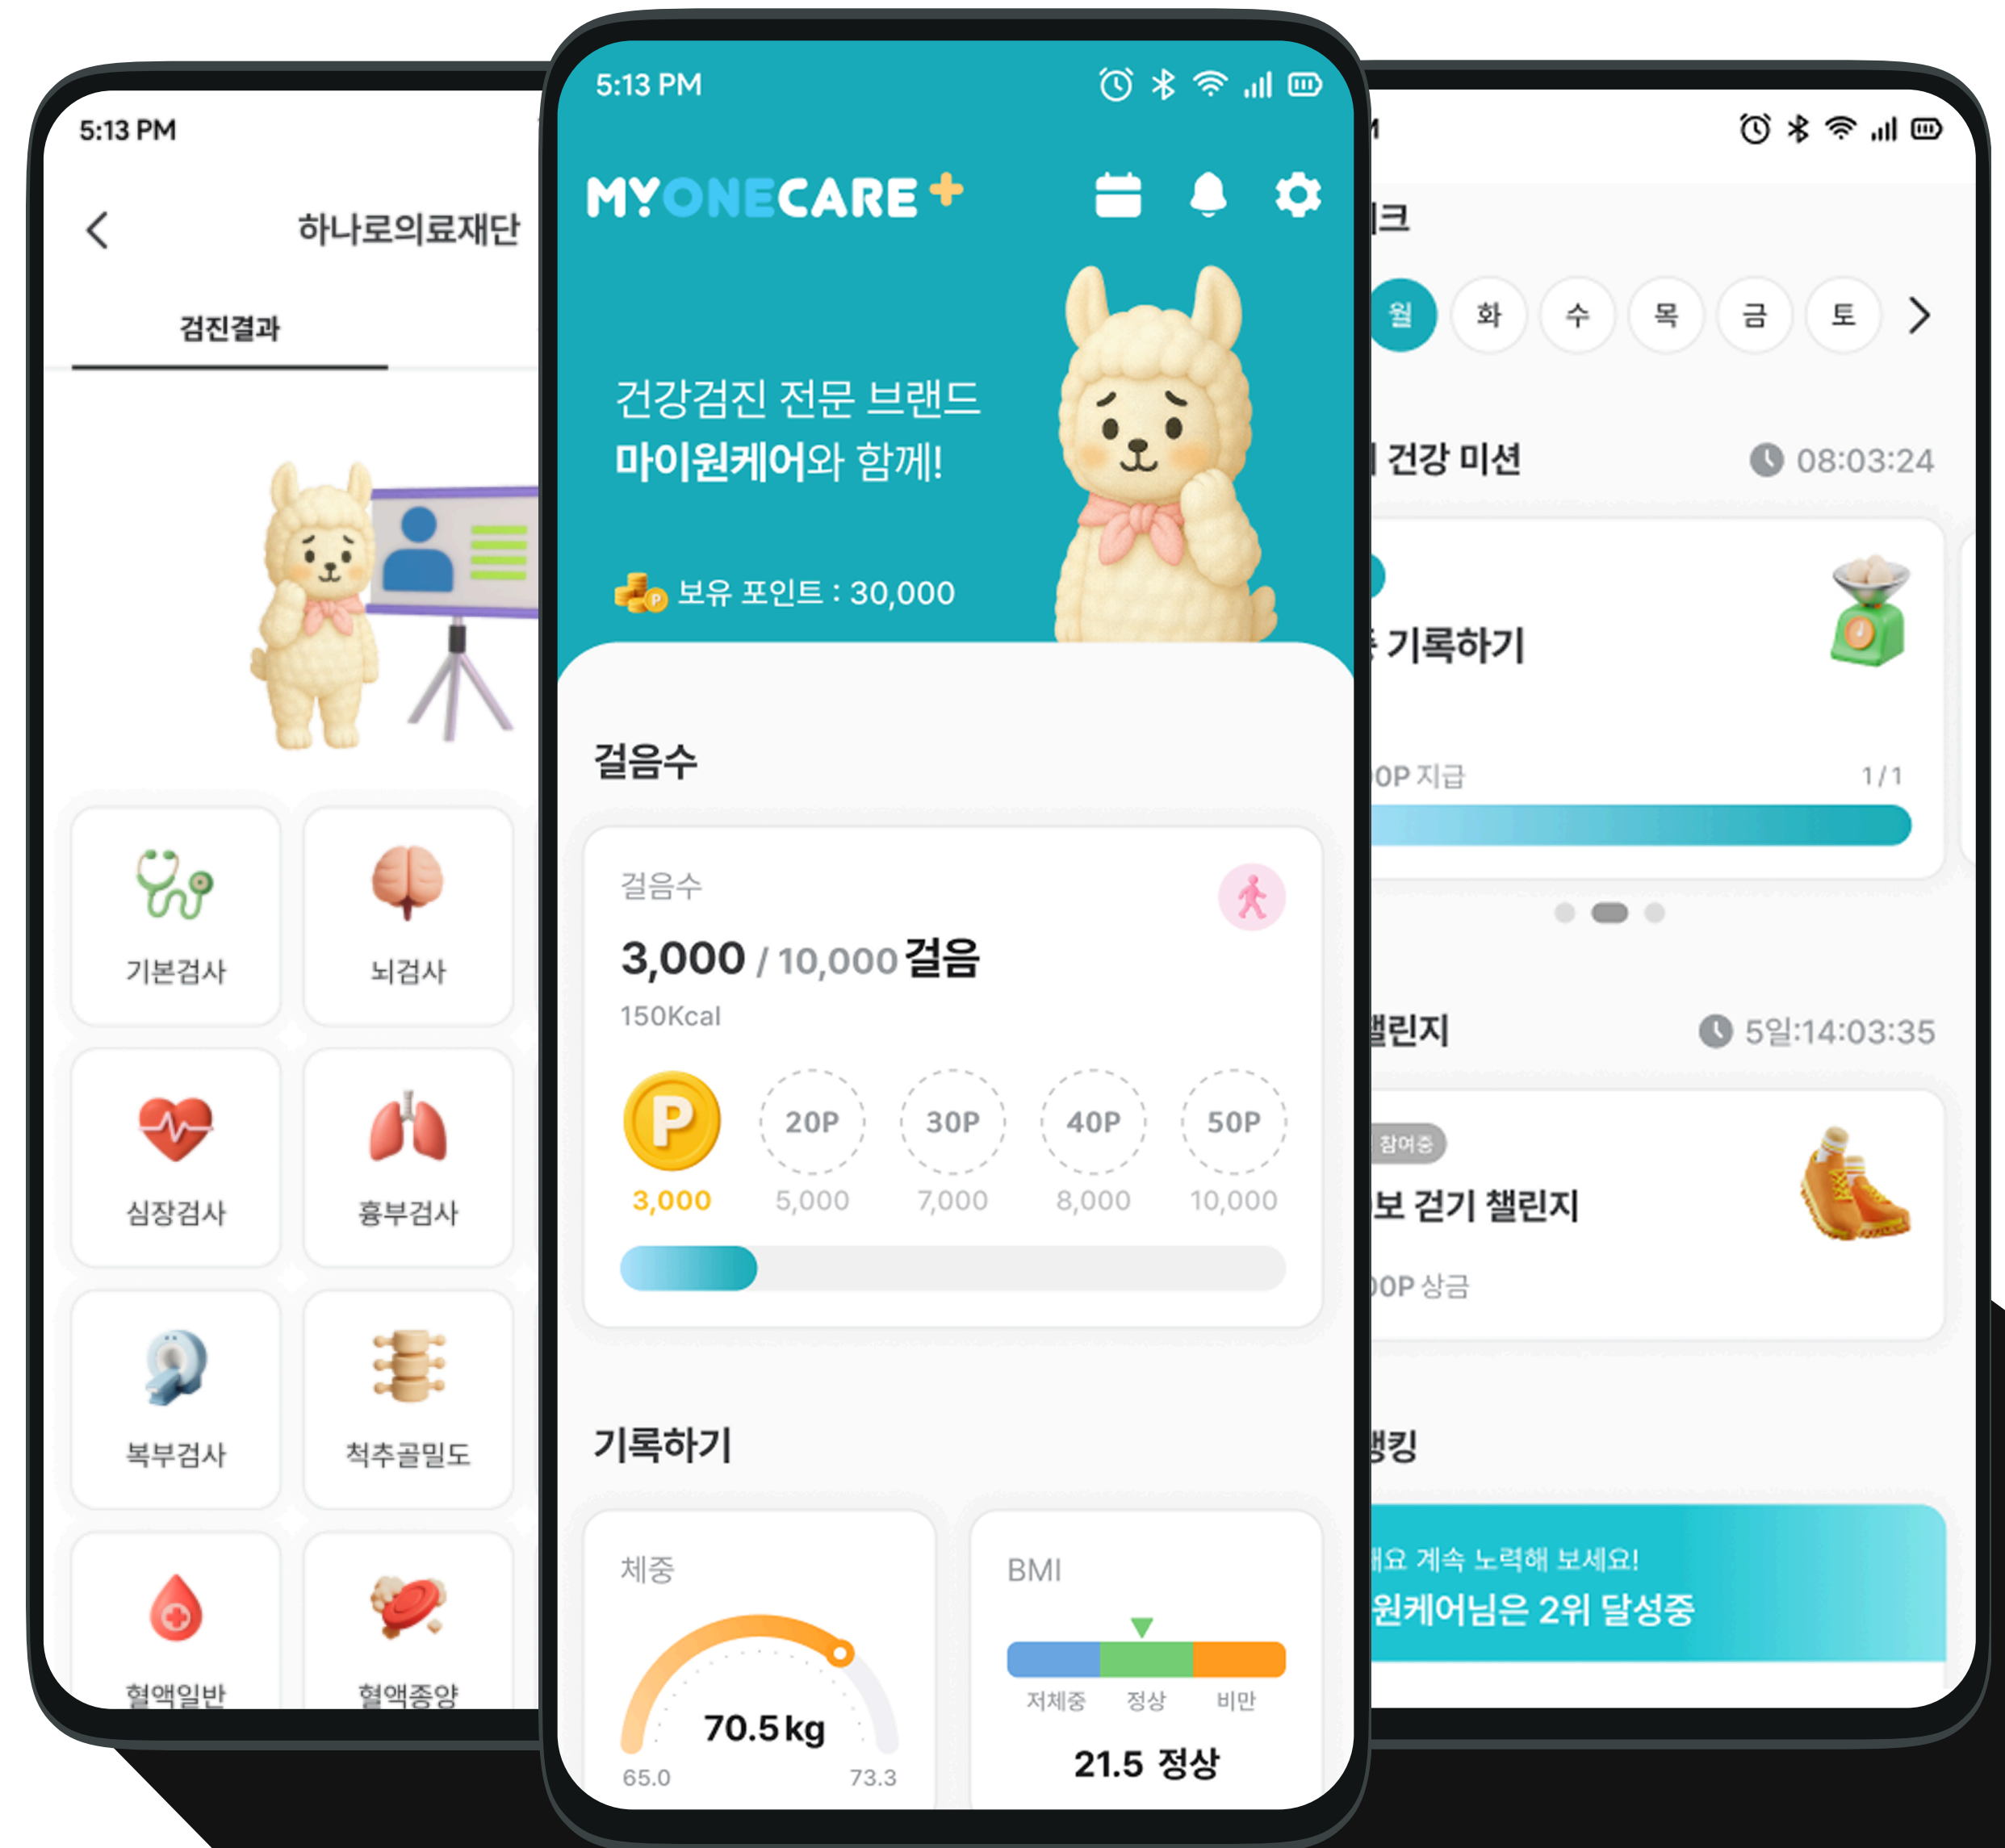 5:13 PM
하나로의료재단
검진결과
기본검사
뇌검사
심장검사
흉부검사
복부검사
척추골밀도
혈액일반
혈액종양
5:13 PM
MYONECARE+
건강검진 전문 브랜드
마이원케어와 함께!
P
보유 포인트 : 30,000
걸음수
걸음수
3,000 / 10,000 걸음
150Kcal
P 20P 30P 40P 50P
3,000 5,000 7,000 8,000 10,000
기록하기
체중
70.5kg
65.0 73.3
BMI
저체중 정상 비만
21.5 정상
월 화 수 목 금 토
건강 미션
08:03:24
기록하기
0P 지급
1 / 1
5일:14:03:35
참여중
걷기 챌린지
00P 상금
계속 노력해 보세요!
원케어님은 2위 달성중